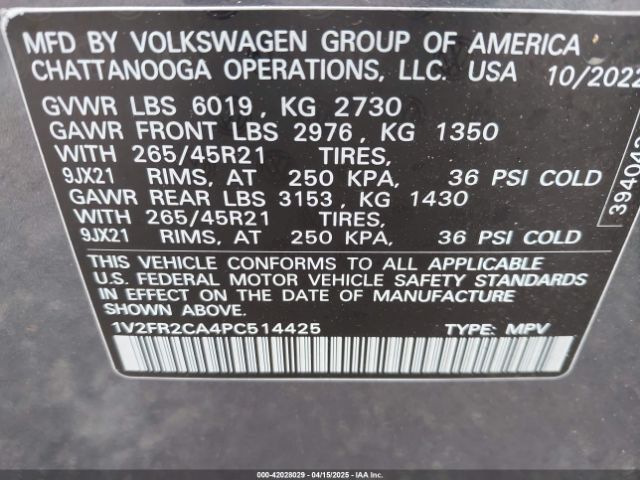 MFD BY VOLKSWAGEN GROUP OF AMERICA
CHATTANOOGA OPERATIONS, LLC. USA 10/2022
GVWR LBS 6019, KG 2730
GAWR FRONT LBS 2976, KG 1350
WITH 265/45R21 TIRES,
9JX21 RIMS, AT 250 KPA, 36 PSI COLD
GAWR REAR LBS 3153, KG 1430
WITH 265/45R21 TIRES,
9JX21 RIMS, AT 250 KPA, 36 PSI COLD
THIS VEHICLE CONFORMS TO ALL APPLICABLE
U.S. FEDERAL MOTOR VEHICLE SAFETY STANDARDS
IN EFFECT ON THE DATE OF MANUFACTURE
SHOWN ABOVE.
1V2FR2CA4PC514425 TYPE: MPV
000-42028029 - 04/15/2025 - IAAI.COM